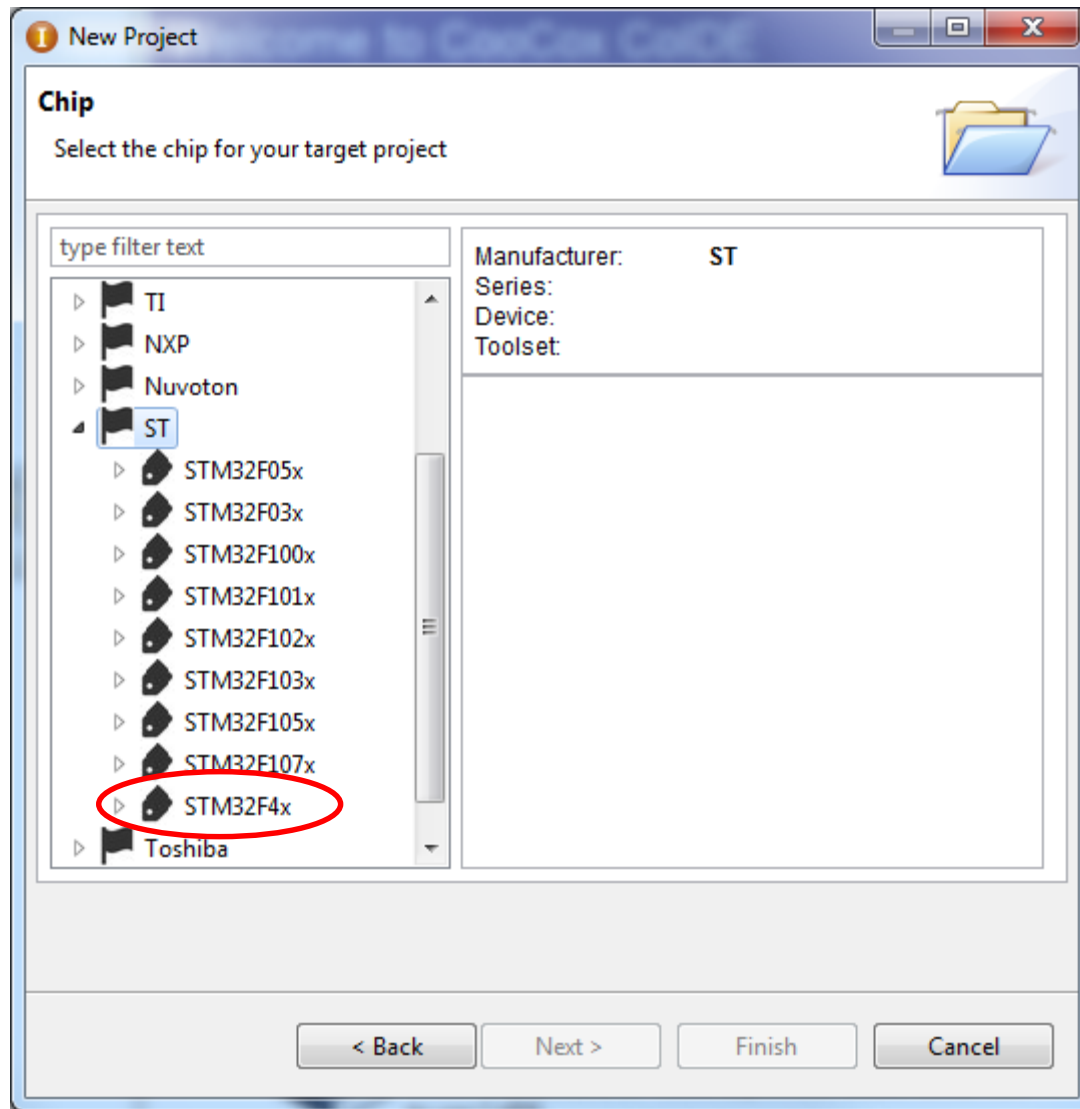 New Project
Chip
Select the chip for your target project
type filter text
TI
NXP
Nuvoton
ST
STM32F05x
STM32F03x
STM32F100x
STM32F101x
STM32F102x
STM32F103x
STM32F105x
STM32F107x
STM32F4x
Toshiba
Manufacturer: ST
Series:
Device:
Toolset:
< Back Next > Finish Cancel